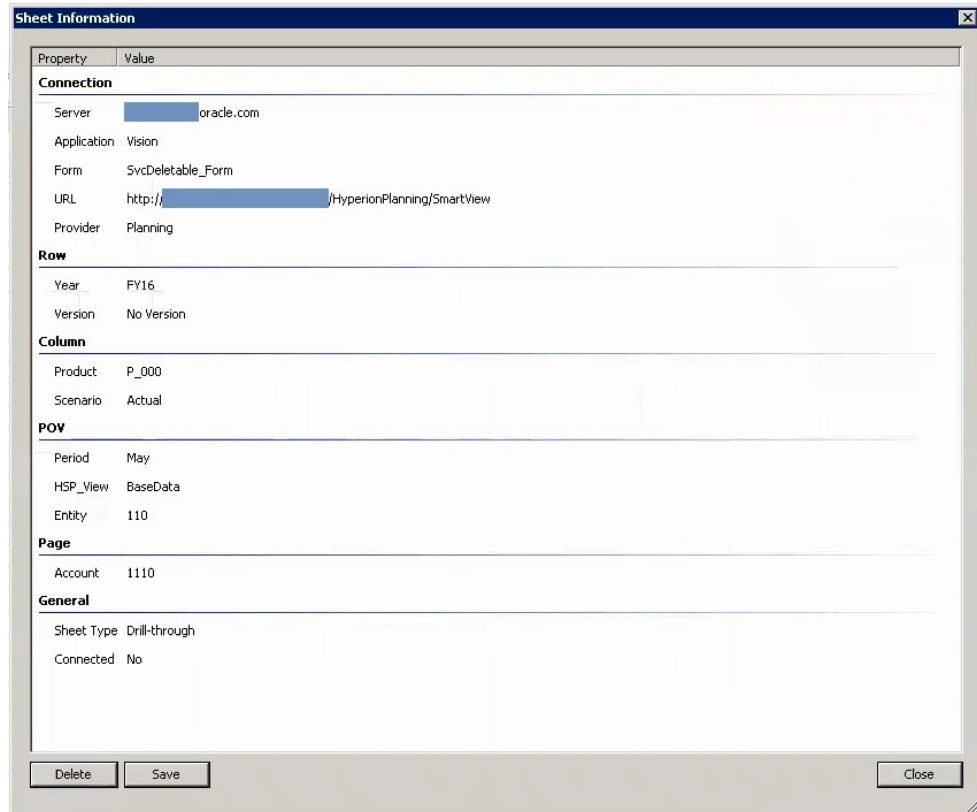 Sheet Information
Property Value
Connection
Server oracle.com
Application Vision
Form SvcDeletable_Form
URL http:// /HyperionPlanning/SmartView
Provider Planning
Row
Year FY16
Version No Version
Column
Product P_000
Scenario Actual
POV
Period May
HSP_View BaseData
Entity 110
Page
Account 1110
General
Sheet Type Drill-through
Connected No
Delete Save Close